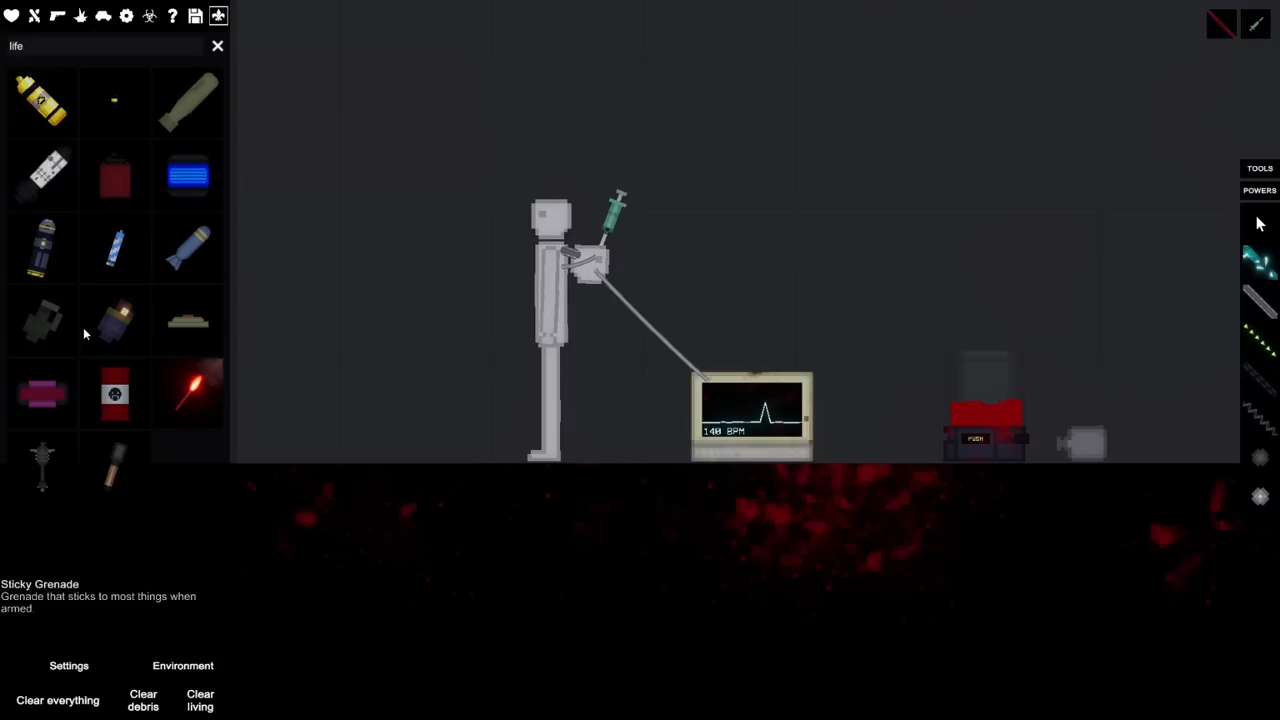 life
TOOLS
POWERS
140 BPM
PUSH
Sticky Grenade
Grenade that sticks to most things when
armed.
Settings
Environment
Clear everything
Clear
debris
Clear
living